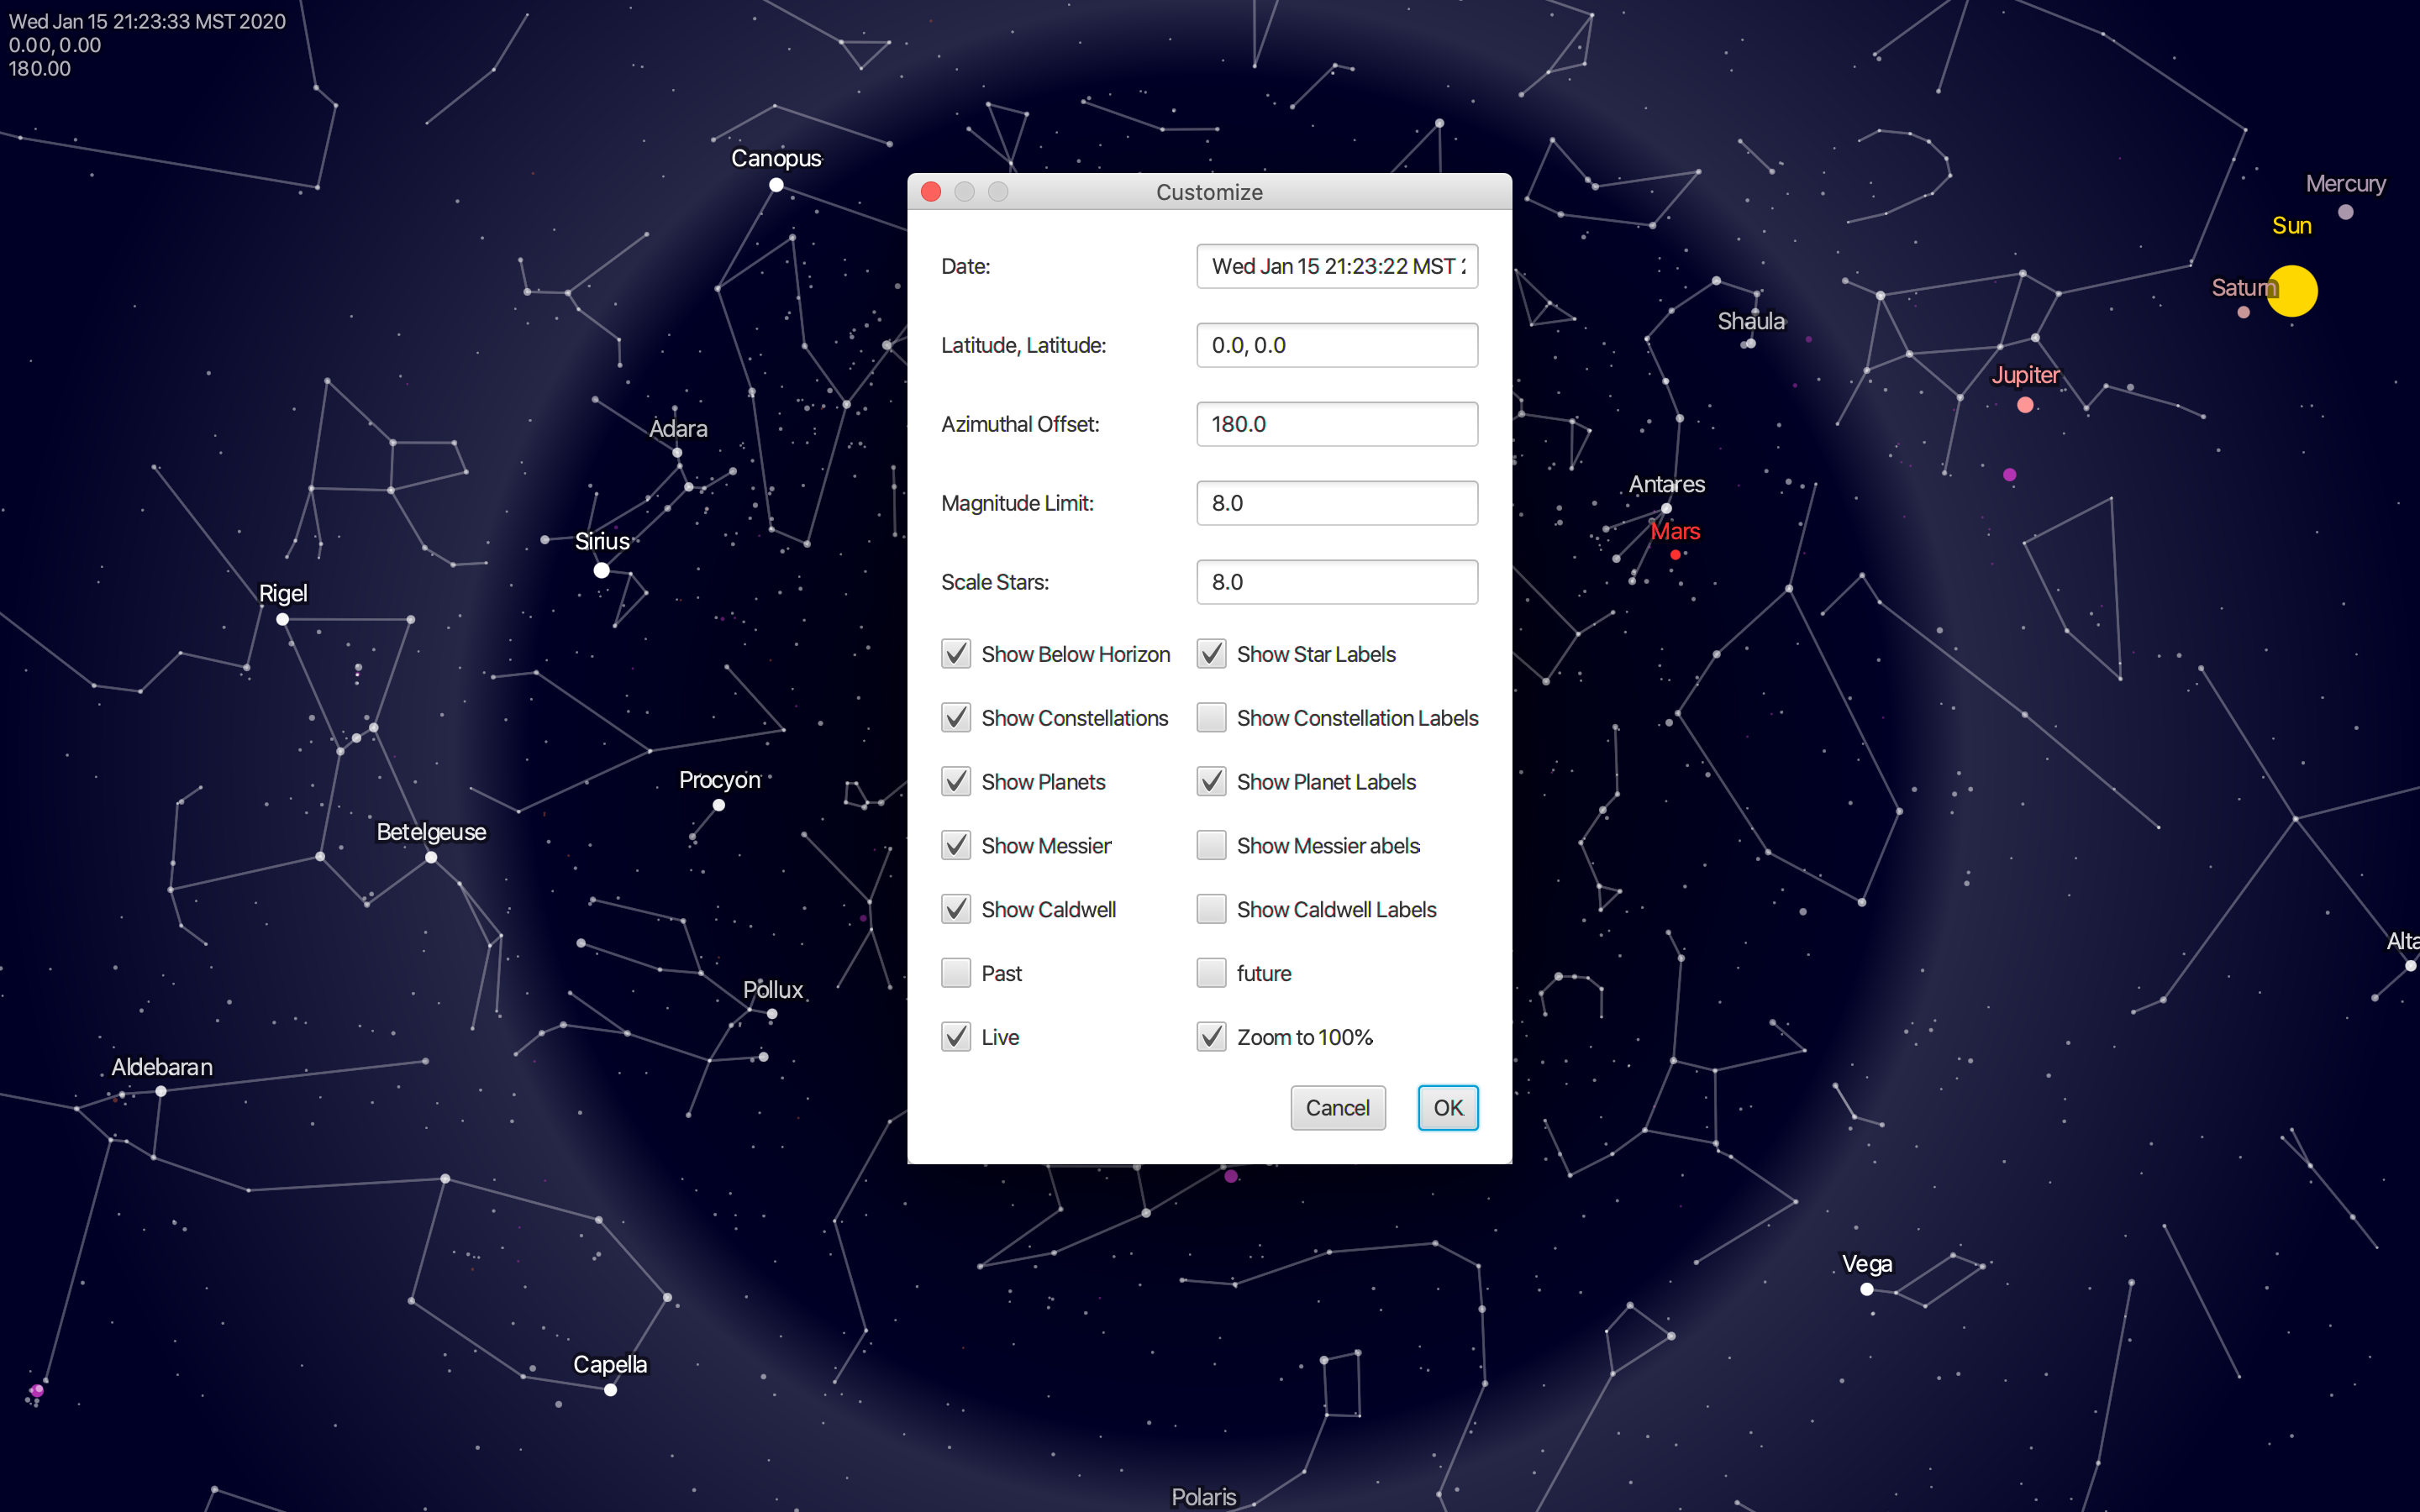 Wed Jan 15 21:23:33 MST 2020
0.00, 0.00
180.00
Canopus
Mercury
Sun
Saturn
Shaula
Jupiter
Adara
Antares
Mars
Sirius
Rigel
Procyon
Betelgeuse
Alta
Pollux
Aldebaran
Vega
Capella
Polaris
Customize
Date: Wed Jan 15 21:23:22 MST
Latitude, Latitude: 0.0, 0.0
Azimuthal Offset: 180.0
Magnitude Limit: 8.0
Scale Stars: 8.0
Show Below Horizon Show Star Labels
Show Constellations Show Constellation Labels
Show Planets Show Planet Labels
Show Messier Show Messier abels
Show Caldwell Show Caldwell Labels
Past future
Live Zoom to 100%
Cancel OK